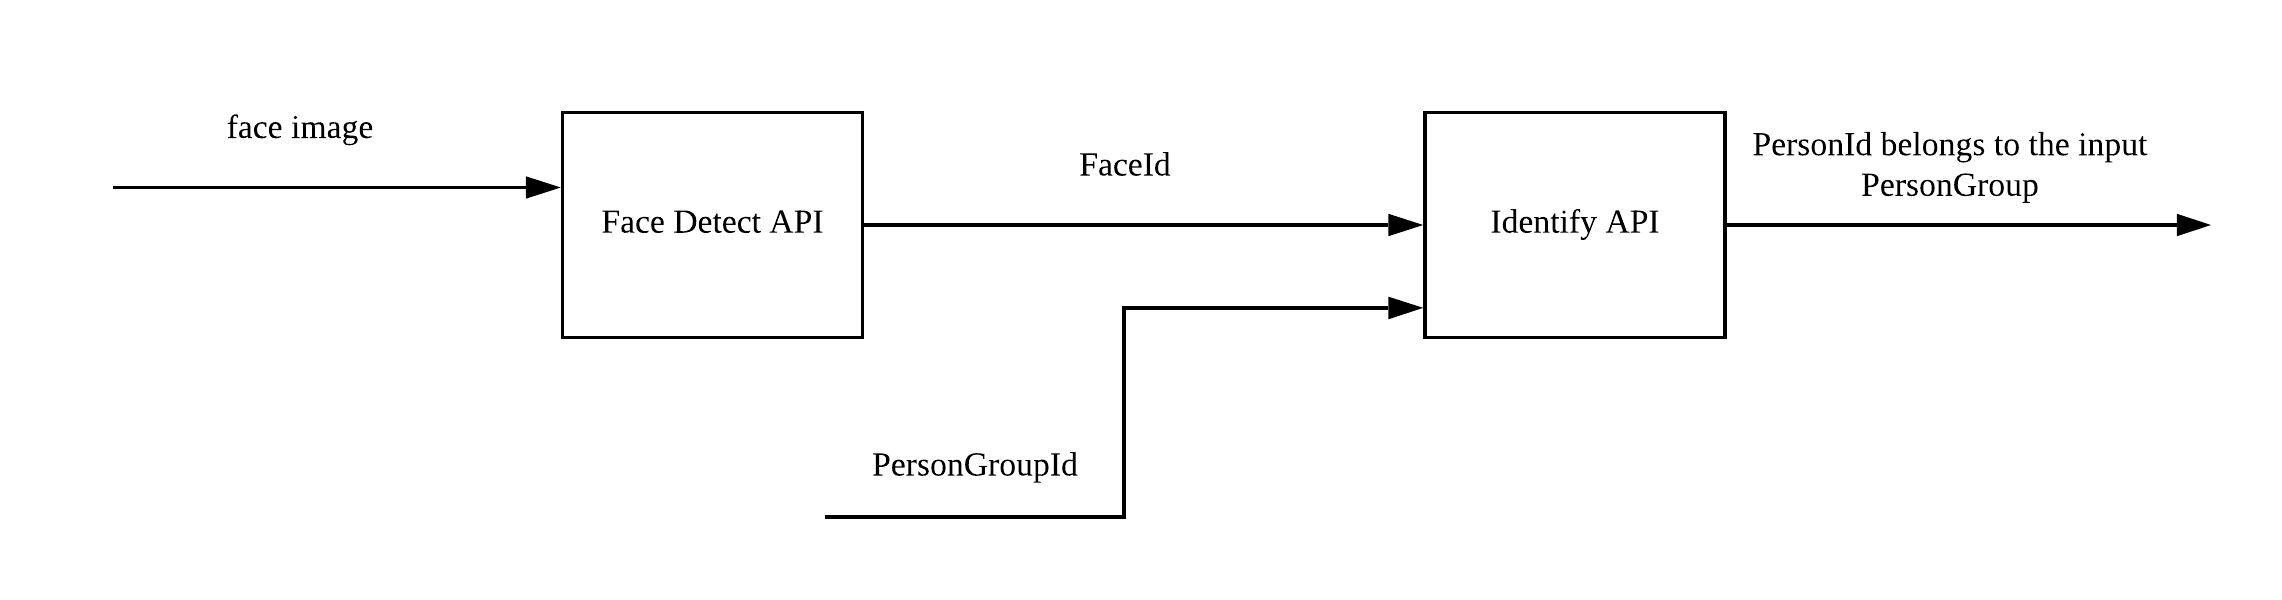 face image
Face Detect API
FaceId
Identify API
PersonId belongs to the input
PersonGroup
PersonGroupId